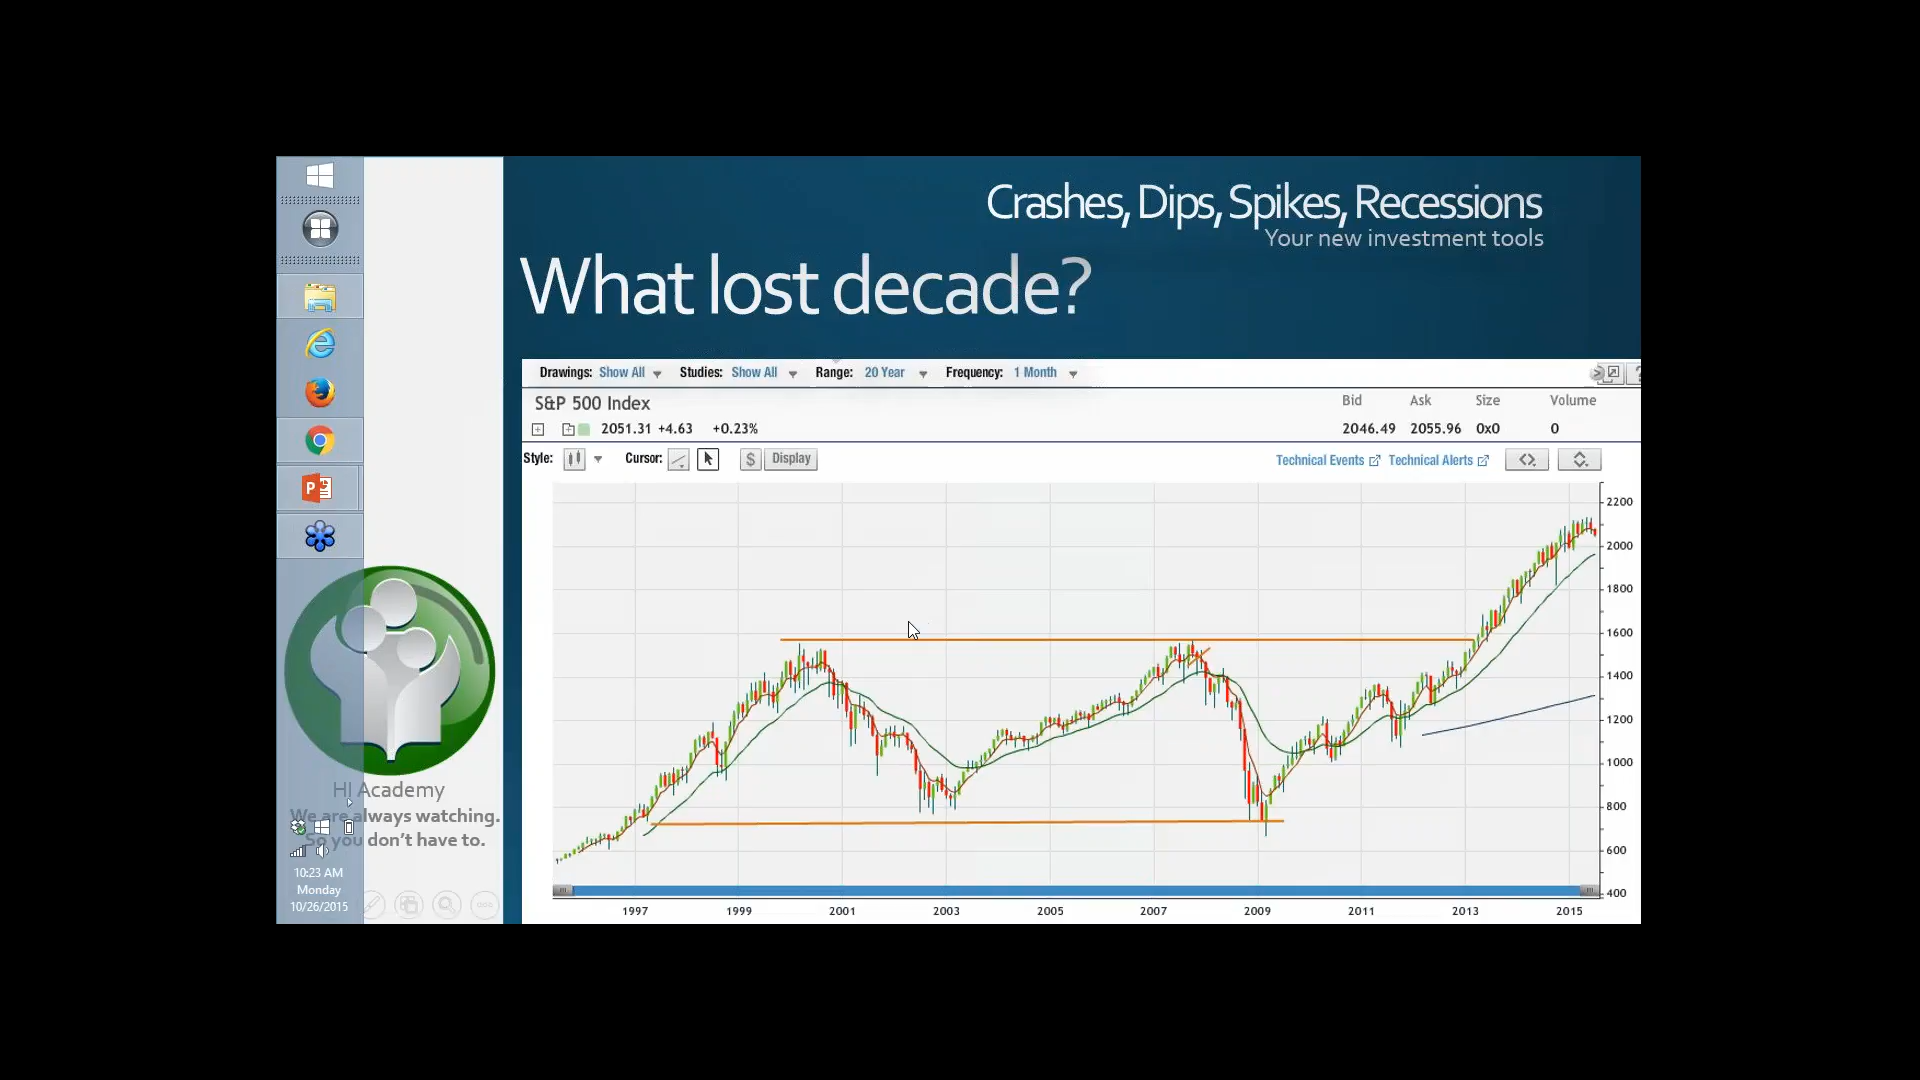 Crashes, Dips, Spikes, Recessions
Your new investment tools
What lost decade?
Drawings: Show All Studies: Show All Range: 20 Year Frequency: 1 Month
S&P 500 Index
Bid Ask Size Volume
2051.31 +4.63 +0.23% 2046.49 2055.96 0x0 0
Style: Cursor: $ Display Technical Events Technical Alerts
2200
2000
1800
1600
1400
1200
1000
800
600
400
1997 1999 2001 2003 2005 2007 2009 2011 2013 2015
HI Academy
We are always watching.
So you don't have to.
10:23 AM
Monday
10/26/2015